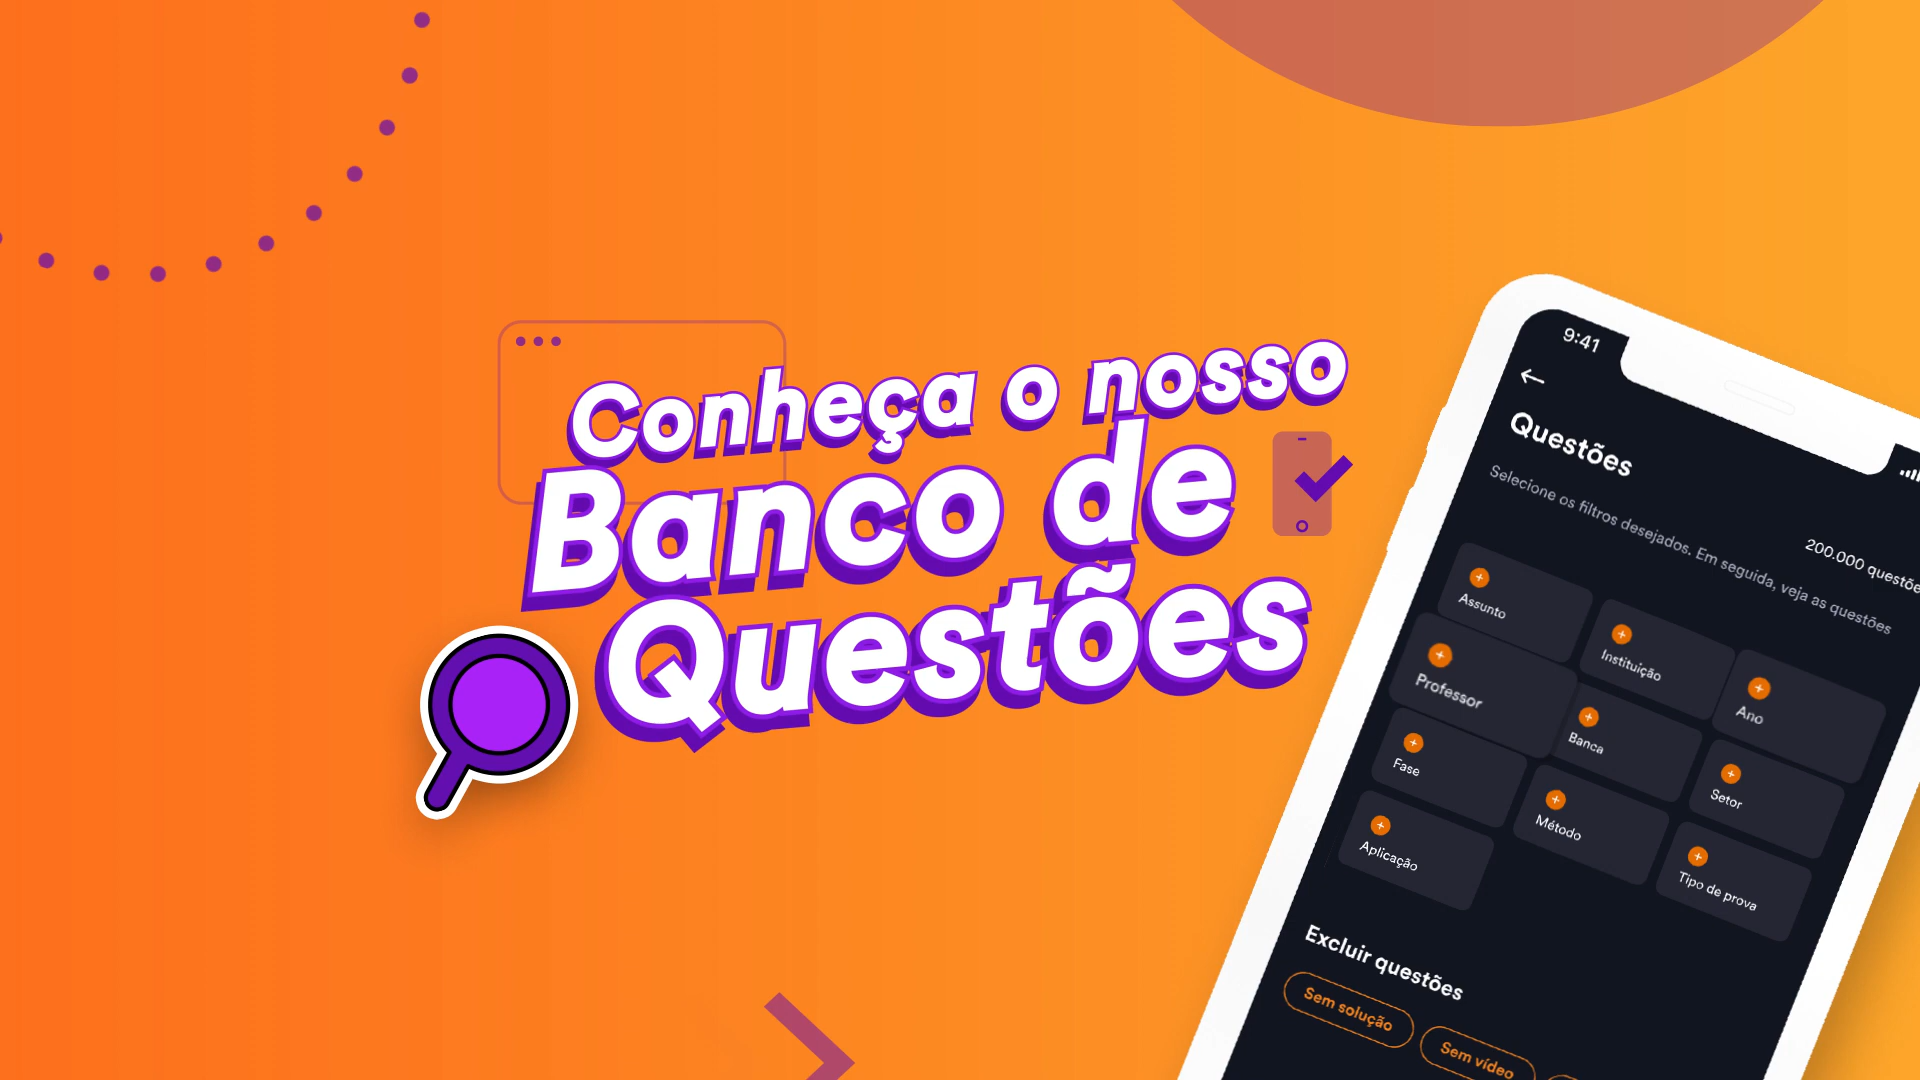 Conheça o nosso
Banco de
Questões
9:41
Questões
Selecione os filtros desejados. Em seguida, veja as questões
200.000
Assunto
Instituição
Ano
Professor
Banca
Setor
Fase
Método
Tipo de prova
Aplicação
Excluir questões
Sem solução
Sem vídeo